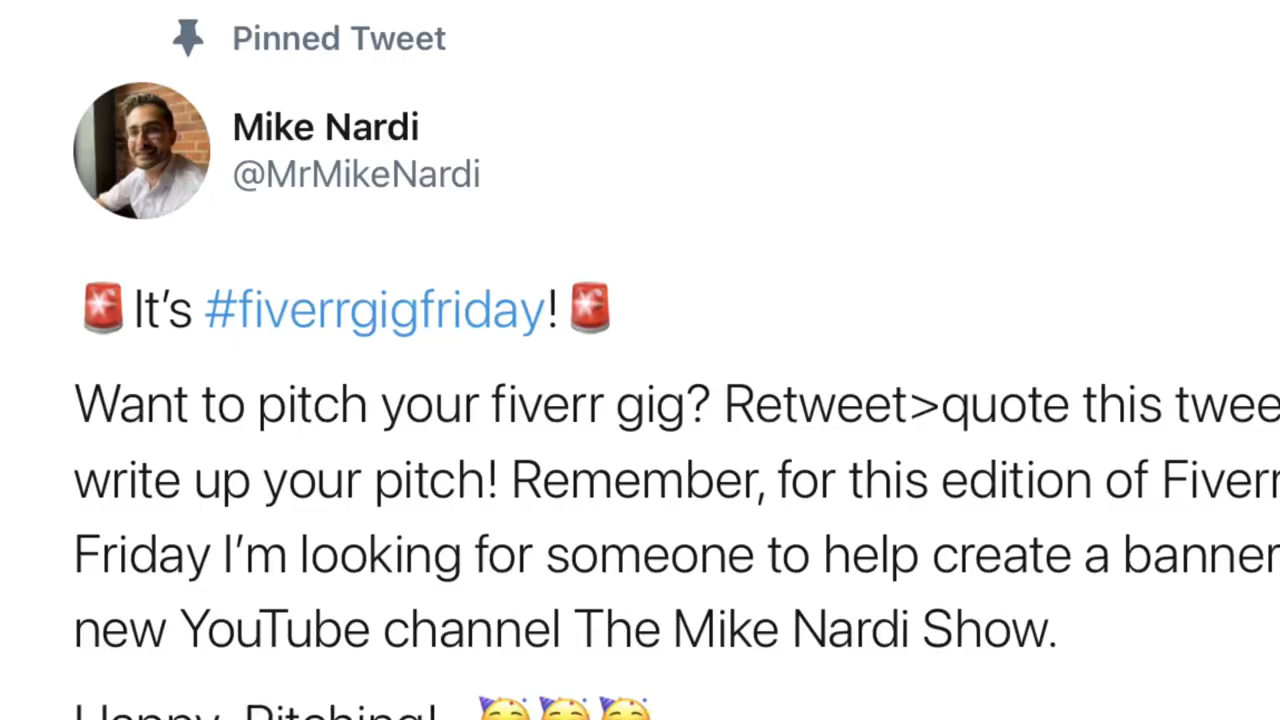 Pinned Tweet
Mike Nardi
@MrMikeNardi
🚨It’s #fiverrgigfriday!🚨
Want to pitch your fiverr gig? Retweet>quote this twee
write up your pitch! Remember, for this edition of Fiverr
Friday I’m looking for someone to help create a banner
new YouTube channel The Mike Nardi Show.
Happy Pitching! 🥳🥳🥳